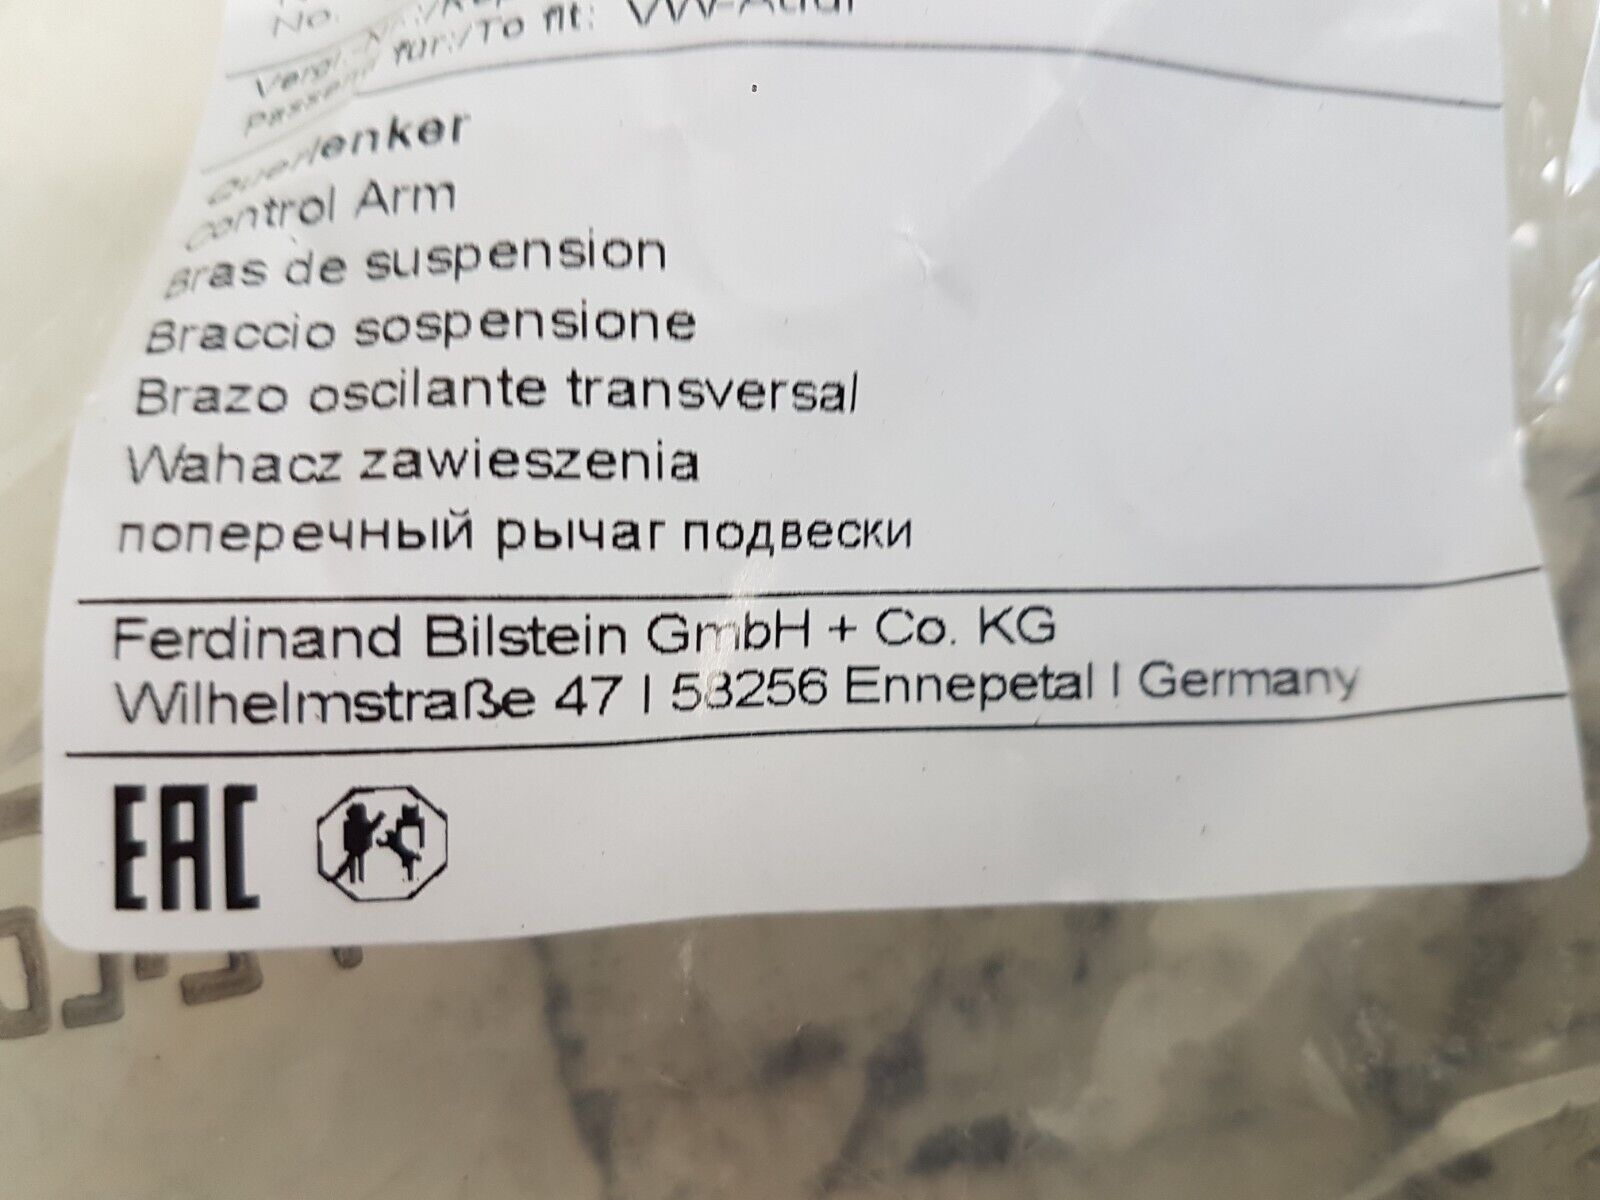 No.
für:/To fit: VW-Audi
Querlenker
Control Arm
Bras de suspension
Braccio sospensione
Brazo oscilante transversal
Wahacz zawieszenia
поперечный рычаг подвески
Ferdinand Bilstein GmbH + Co. KG
Wilhelmstraße 47 | 58256 Ennepetal | Germany
EAC